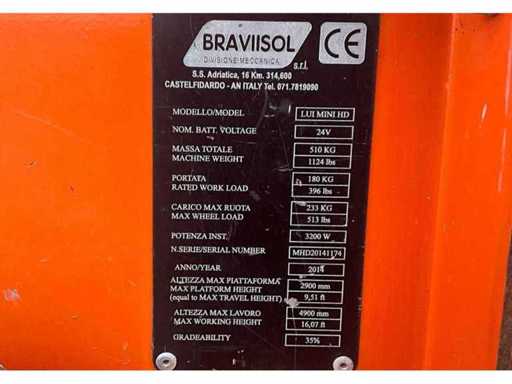 BRAVIISOL
DIVISIONE MECCANICA
s.r.l.
CE
S.S. Adriatica, 16 Km. 314,600
CASTELFIDARDO - AN ITALY Tel. 071.7819090
MODELLO/MODEL LUI MINI HD
NOM. BATT. VOLTAGE 24V
MASSA TOTALE 510 KG
MACHINE WEIGHT 1124 lbs
PORTATA 180 KG
RATED WORK LOAD 396 lbs
CARICO MAX RUOTA 233 KG
MAX WHEEL LOAD 513 lbs
POTENZA INST. 3200 W
N.SERIE/SERIAL NUMBER MHD20141174
ANNO/YEAR 2014
ALTEZZA MAX PIATTAFORMA 2900 mm
MAX PLATFORM HEIGHT
(equal to MAX TRAVEL HEIGHT) 9,51 ft
ALTEZZA MAX LAVORO 4900 mm
MAX WORKING HEIGHT 16,07 ft
GRADEABILITY 35%